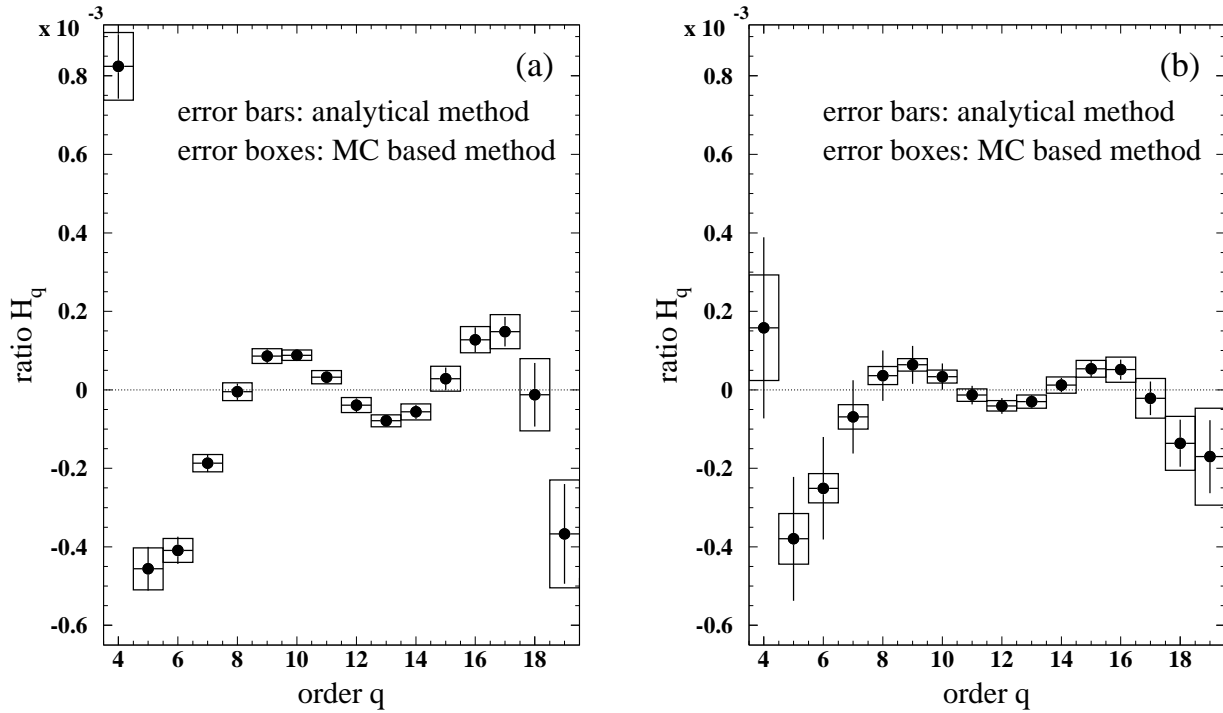 x 10 -3
(a)
error bars: analytical method
error boxes: MC based method
0.8
0.6
0.4
0.2
0
-0.2
-0.4
-0.6
ratio Hq
4 6 8 10 12 14 16 18
order q
x 10 -3
(b)
error bars: analytical method
error boxes: MC based method
0.8
0.6
0.4
0.2
0
-0.2
-0.4
-0.6
ratio Hq
4 6 8 10 12 14 16 18
order q